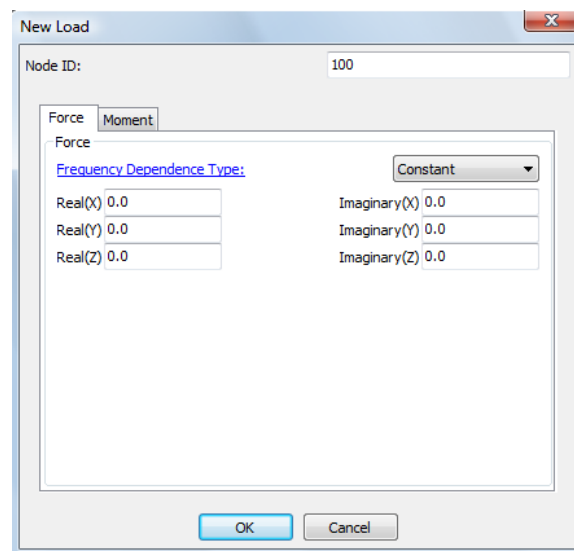 New Load
Node ID: 100
Force Moment
Force
Frequency Dependence Type: Constant
Real(X) 0.0 Imaginary(X) 0.0
Real(Y) 0.0 Imaginary(Y) 0.0
Real(Z) 0.0 Imaginary(Z) 0.0
OK Cancel